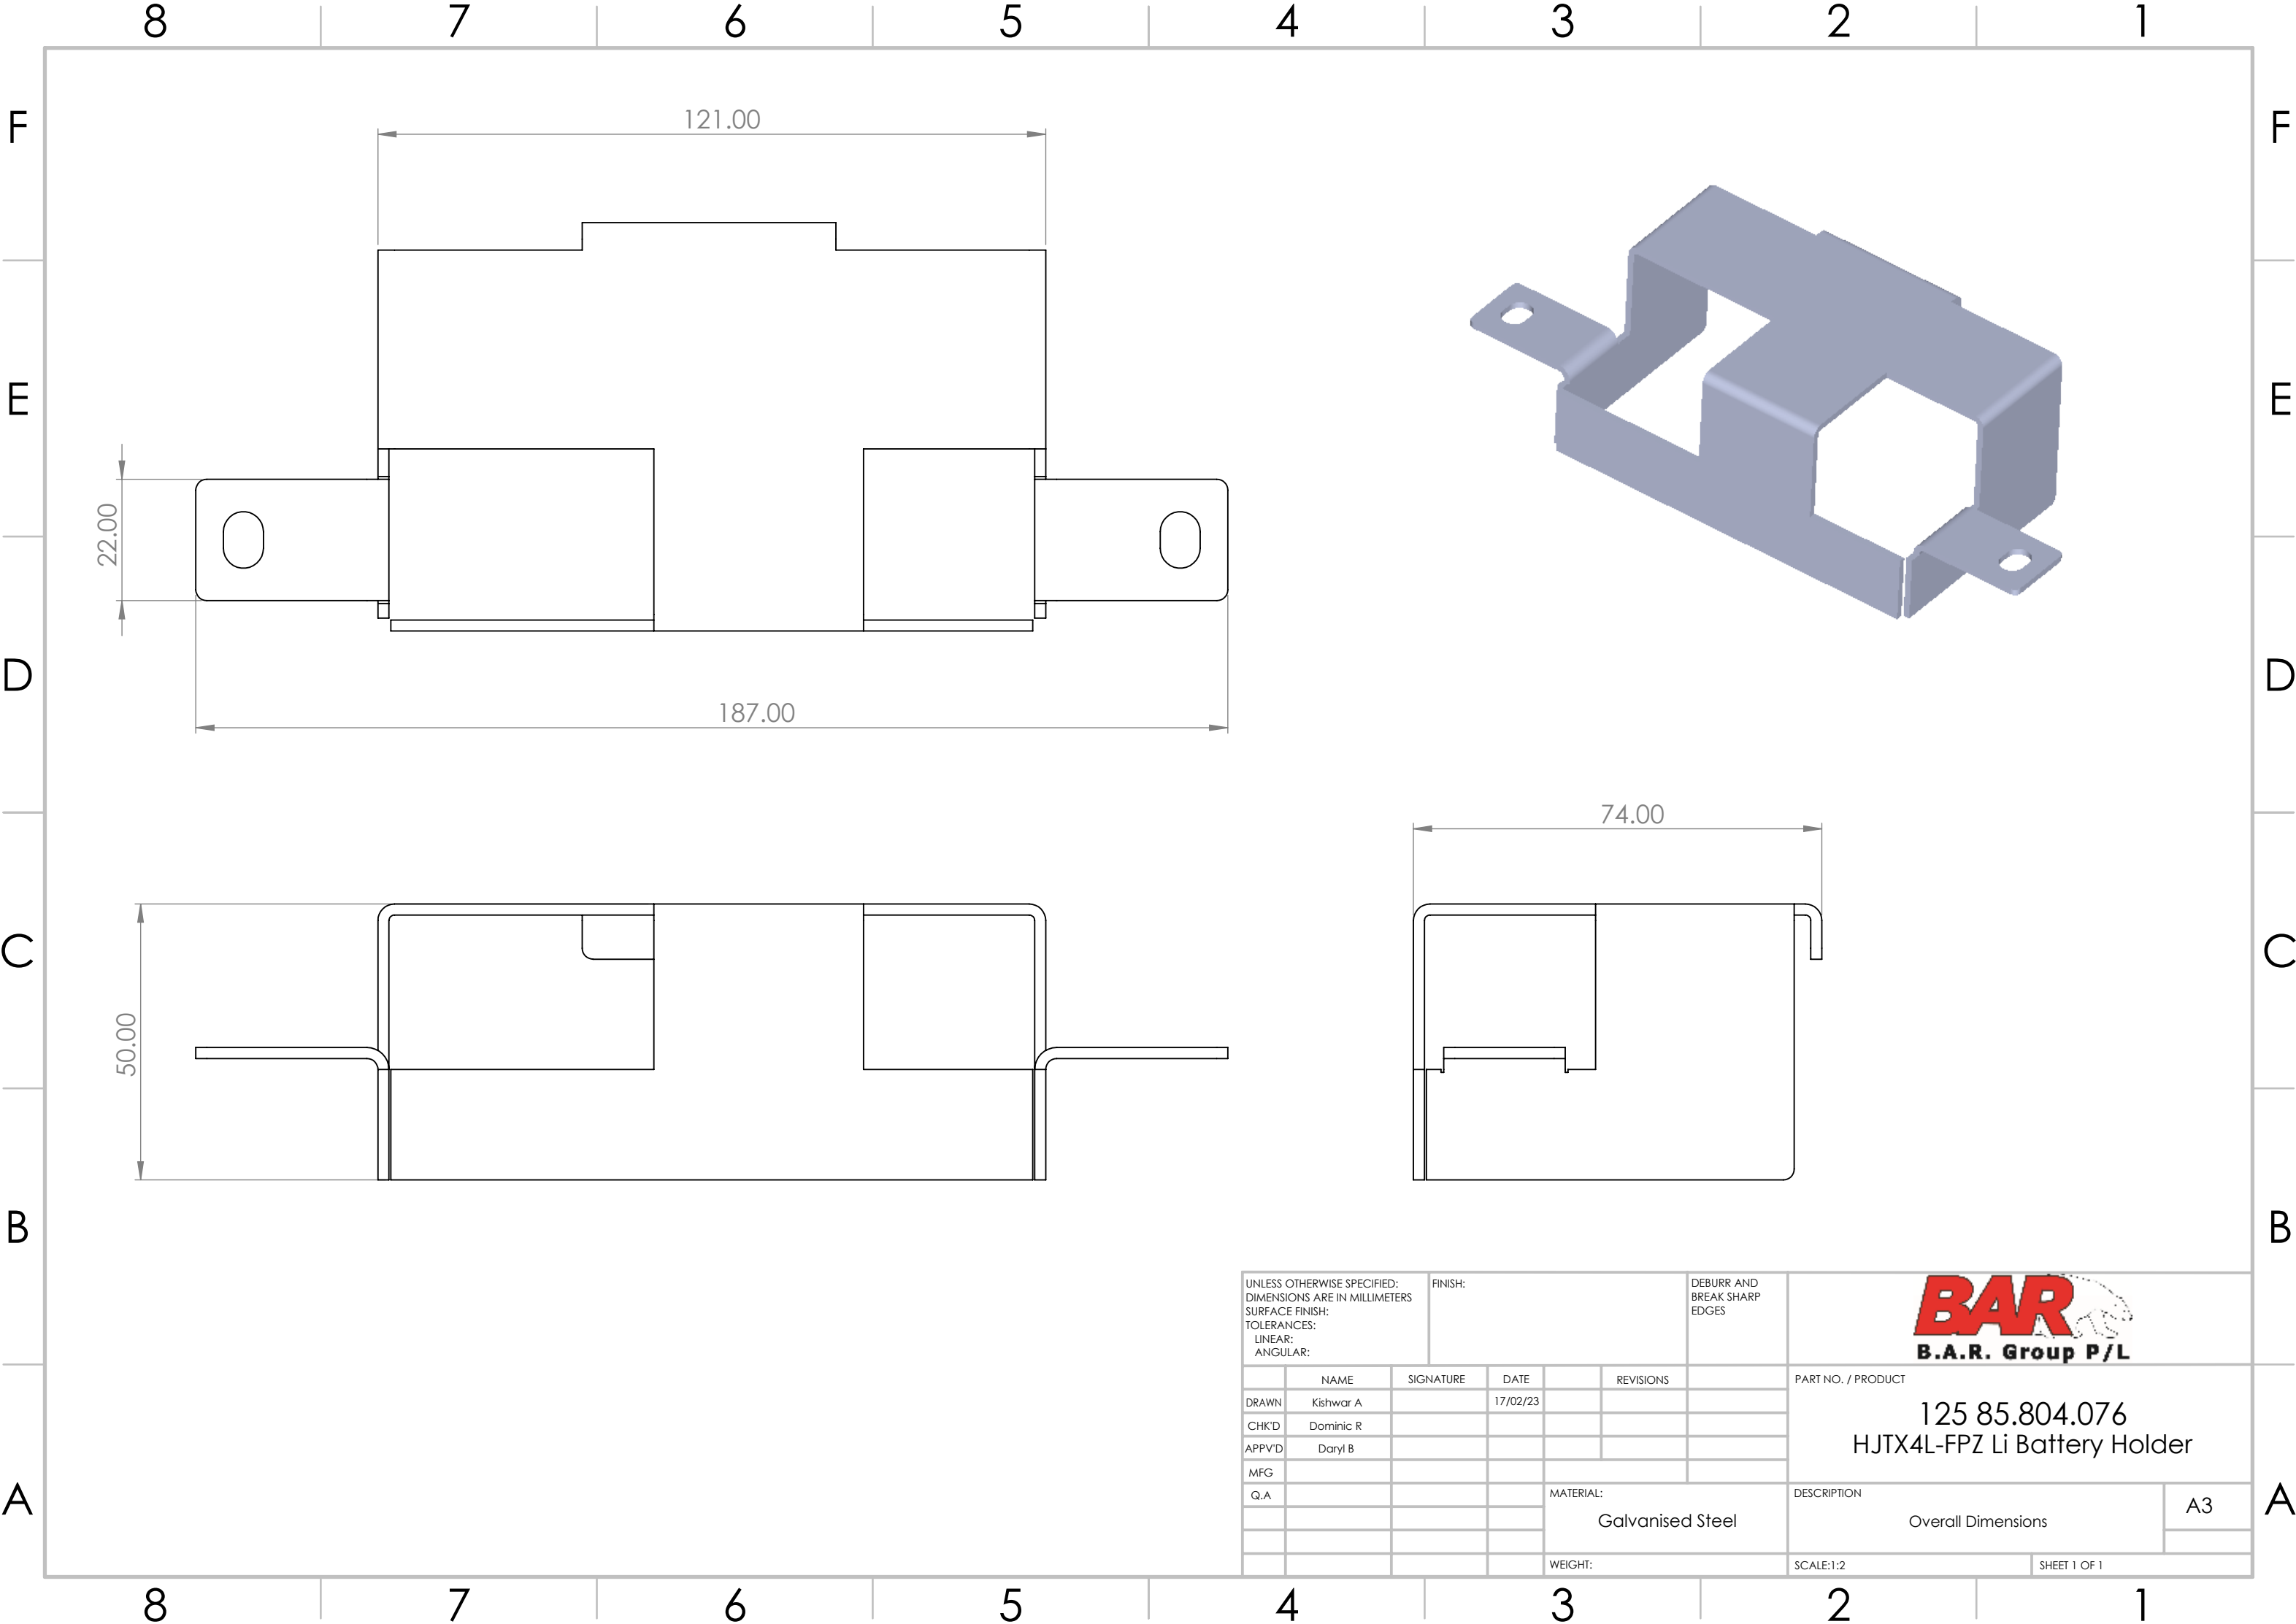 8 7 6 5 4 3 2 1
F F
121.00
E E
22.00
D D
187.00
74.00
C C
50.00
B B
UNLESS OTHERWISE SPECIFIED:
DIMENSIONS ARE IN MILLIMETERS
SURFACE FINISH:
TOLERANCES:
LINEAR:
ANGULAR:
FINISH:
DEBURR AND
BREAK SHARP
EDGES
BAR
B.A.R. Group P/L
NAME SIGNATURE DATE REVISIONS
DRAWN Kishwar A 17/02/23
CHK'D Dominic R
APPV'D Daryl B
MFG
Q.A
PART NO. / PRODUCT
125 85.804.076
HJTX4L-FPZ Li Battery Holder
MATERIAL:
Galvanised Steel
DESCRIPTION
Overall Dimensions
A3
WEIGHT:
SCALE:1:2
SHEET 1 OF 1
A A
8 7 6 5 4 3 2 1